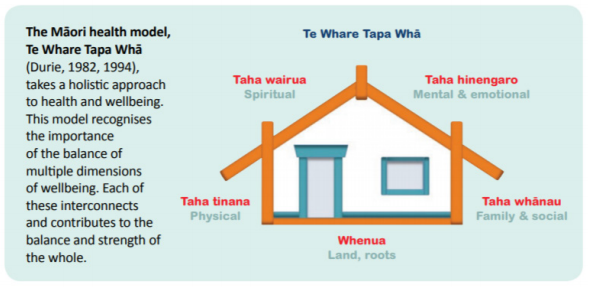 The Māori health model,
Te Whare Tapa Whā
(Durie, 1982, 1994),
takes a holistic approach
to health and wellbeing.
This model recognises
the importance
of the balance of
multiple dimensions
of wellbeing. Each of
these interconnects
and contributes to the
balance and strength of
the whole.
Te Whare Tapa Whā
Taha wairua
Spiritual
Taha hinengaro
Mental & emotional
Taha tinana
Physical
Taha whānau
Family & social
Whenua
Land, roots